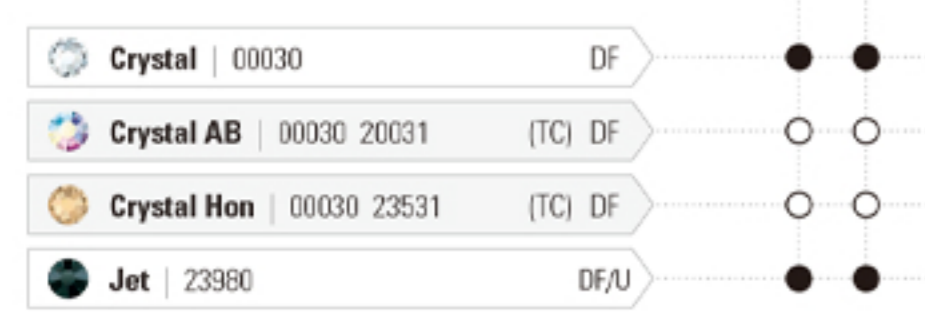 Crystal | 00030 DF
Crystal AB | 00030 20031 (TC) DF
Crystal Hon | 00030 23531 (TC) DF
Jet | 23980 DF/U